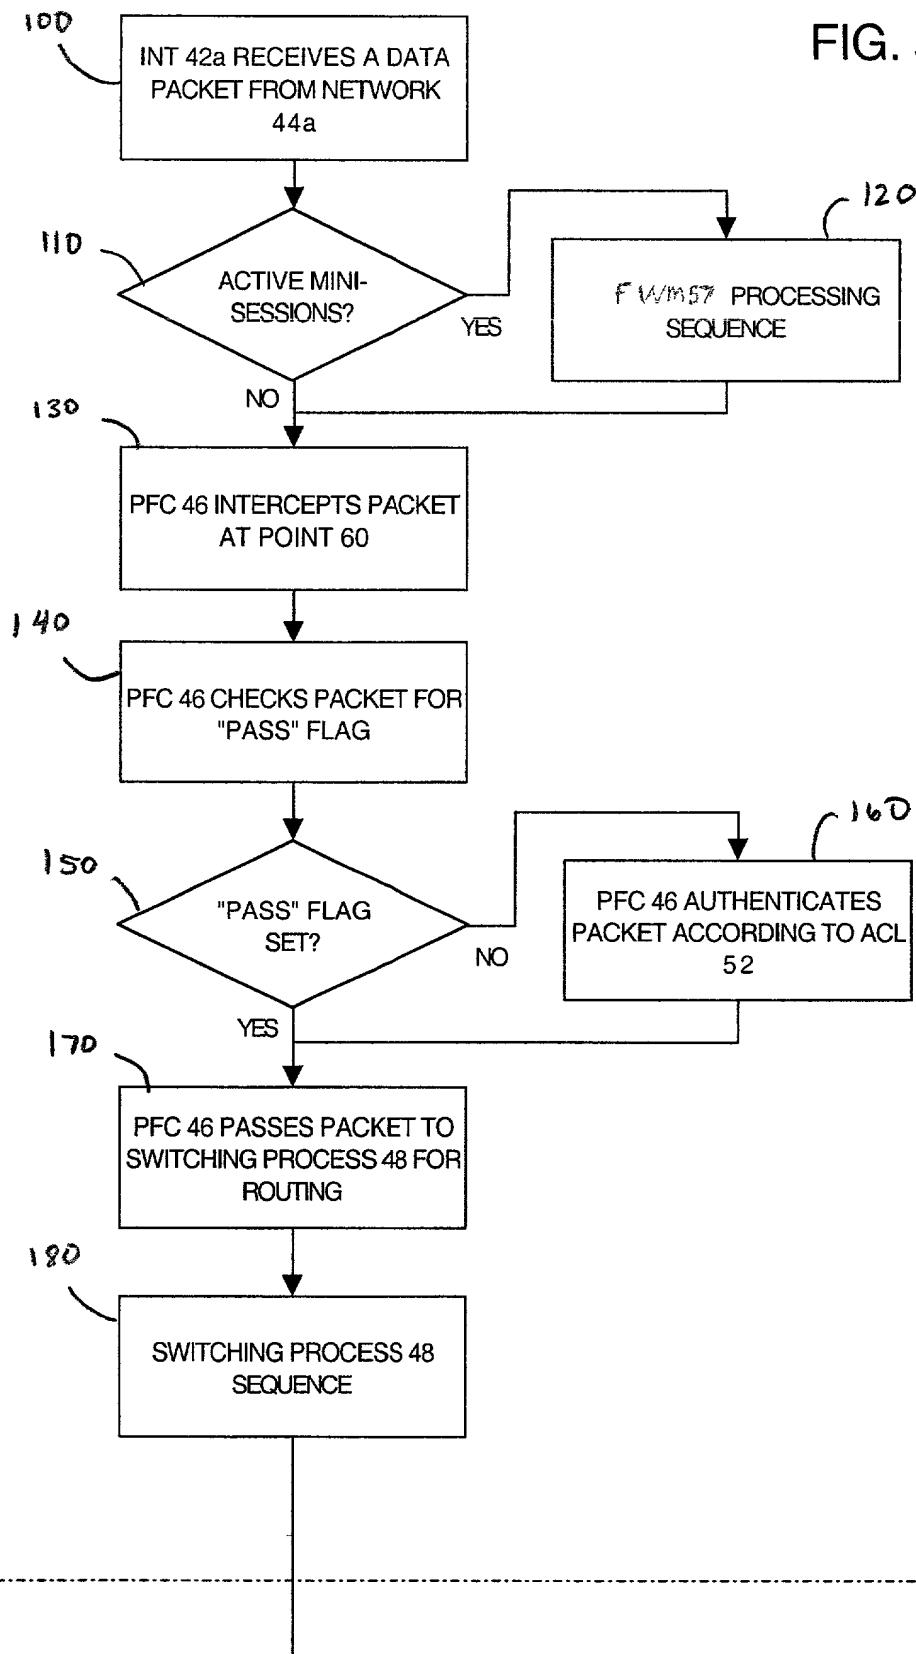 FIG.
100
INT 42a RECEIVES A DATA
PACKET FROM NETWORK
44a
110
ACTIVE MINI-
SESSIONS?
YES
NO
120
FWM57 PROCESSING
SEQUENCE
130
PFC 46 INTERCEPTS PACKET
AT POINT 60
140
PFC 46 CHECKS PACKET FOR
"PASS" FLAG
150
"PASS" FLAG
SET?
NO
YES
160
PFC 46 AUTHENTICATES
PACKET ACCORDING TO ACL
52
170
PFC 46 PASSES PACKET TO
SWITCHING PROCESS 48 FOR
ROUTING
180
SWITCHING PROCESS 48
SEQUENCE